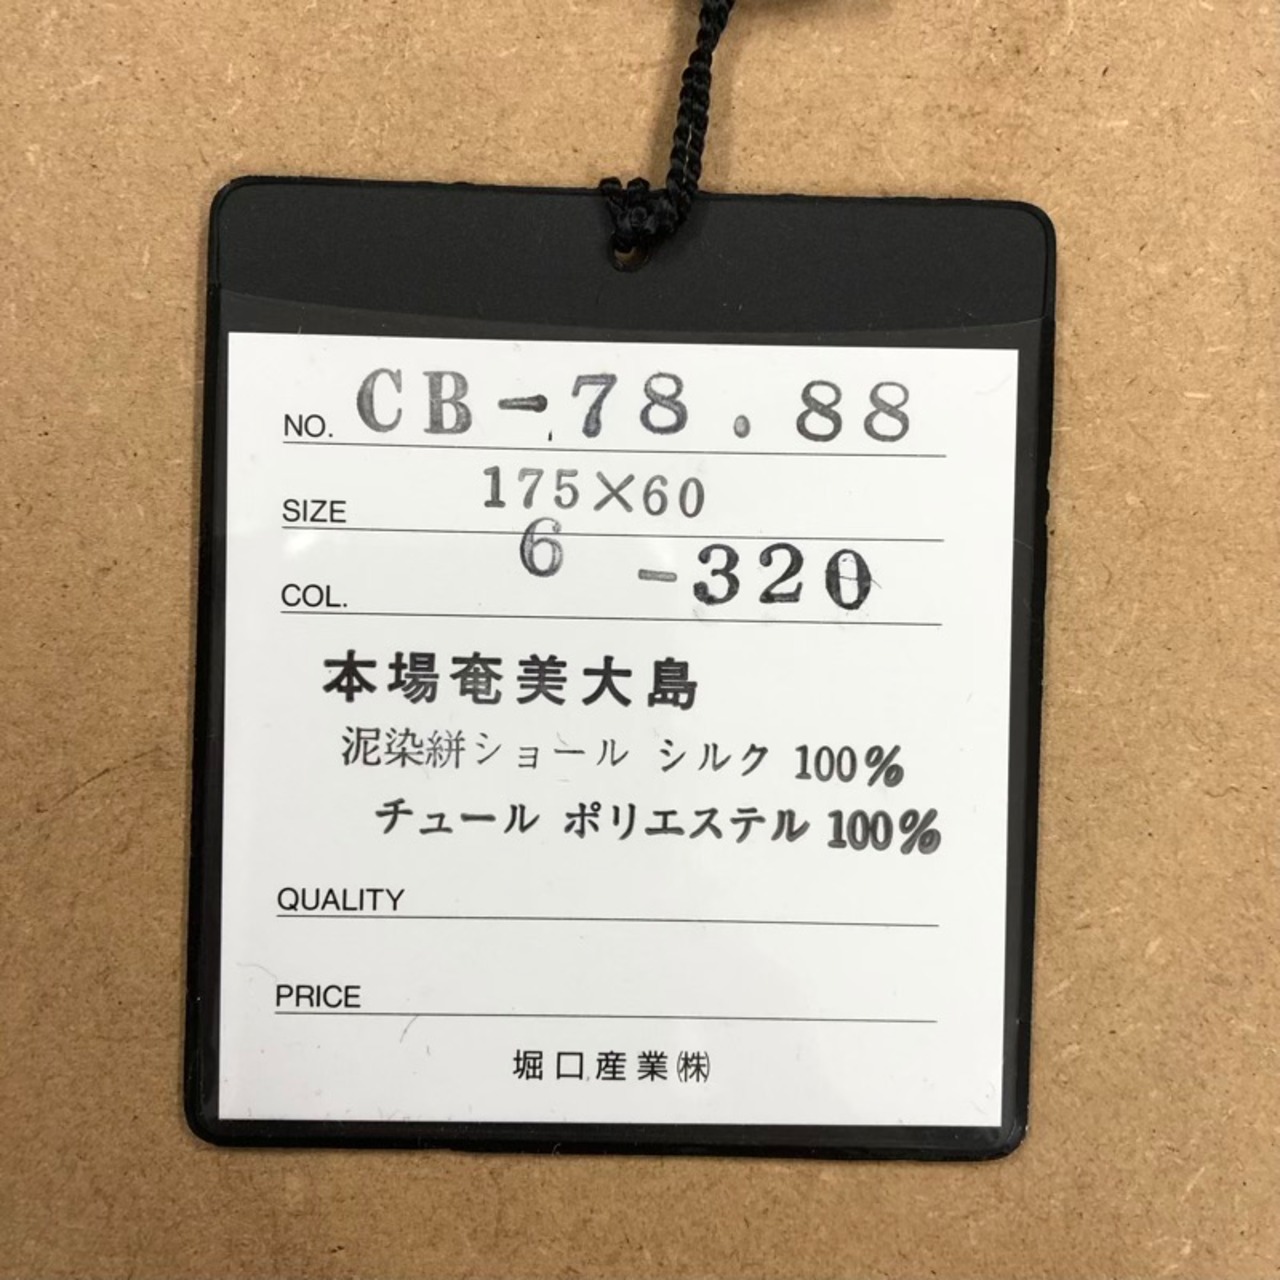 NO. CB-78.88
SIZE 175×60
COL. 6 -320
本場奄美大島
泥染絣ショール シルク 100%
チュール ポリエステル 100%
QUALITY
PRICE
堀口産業㈱